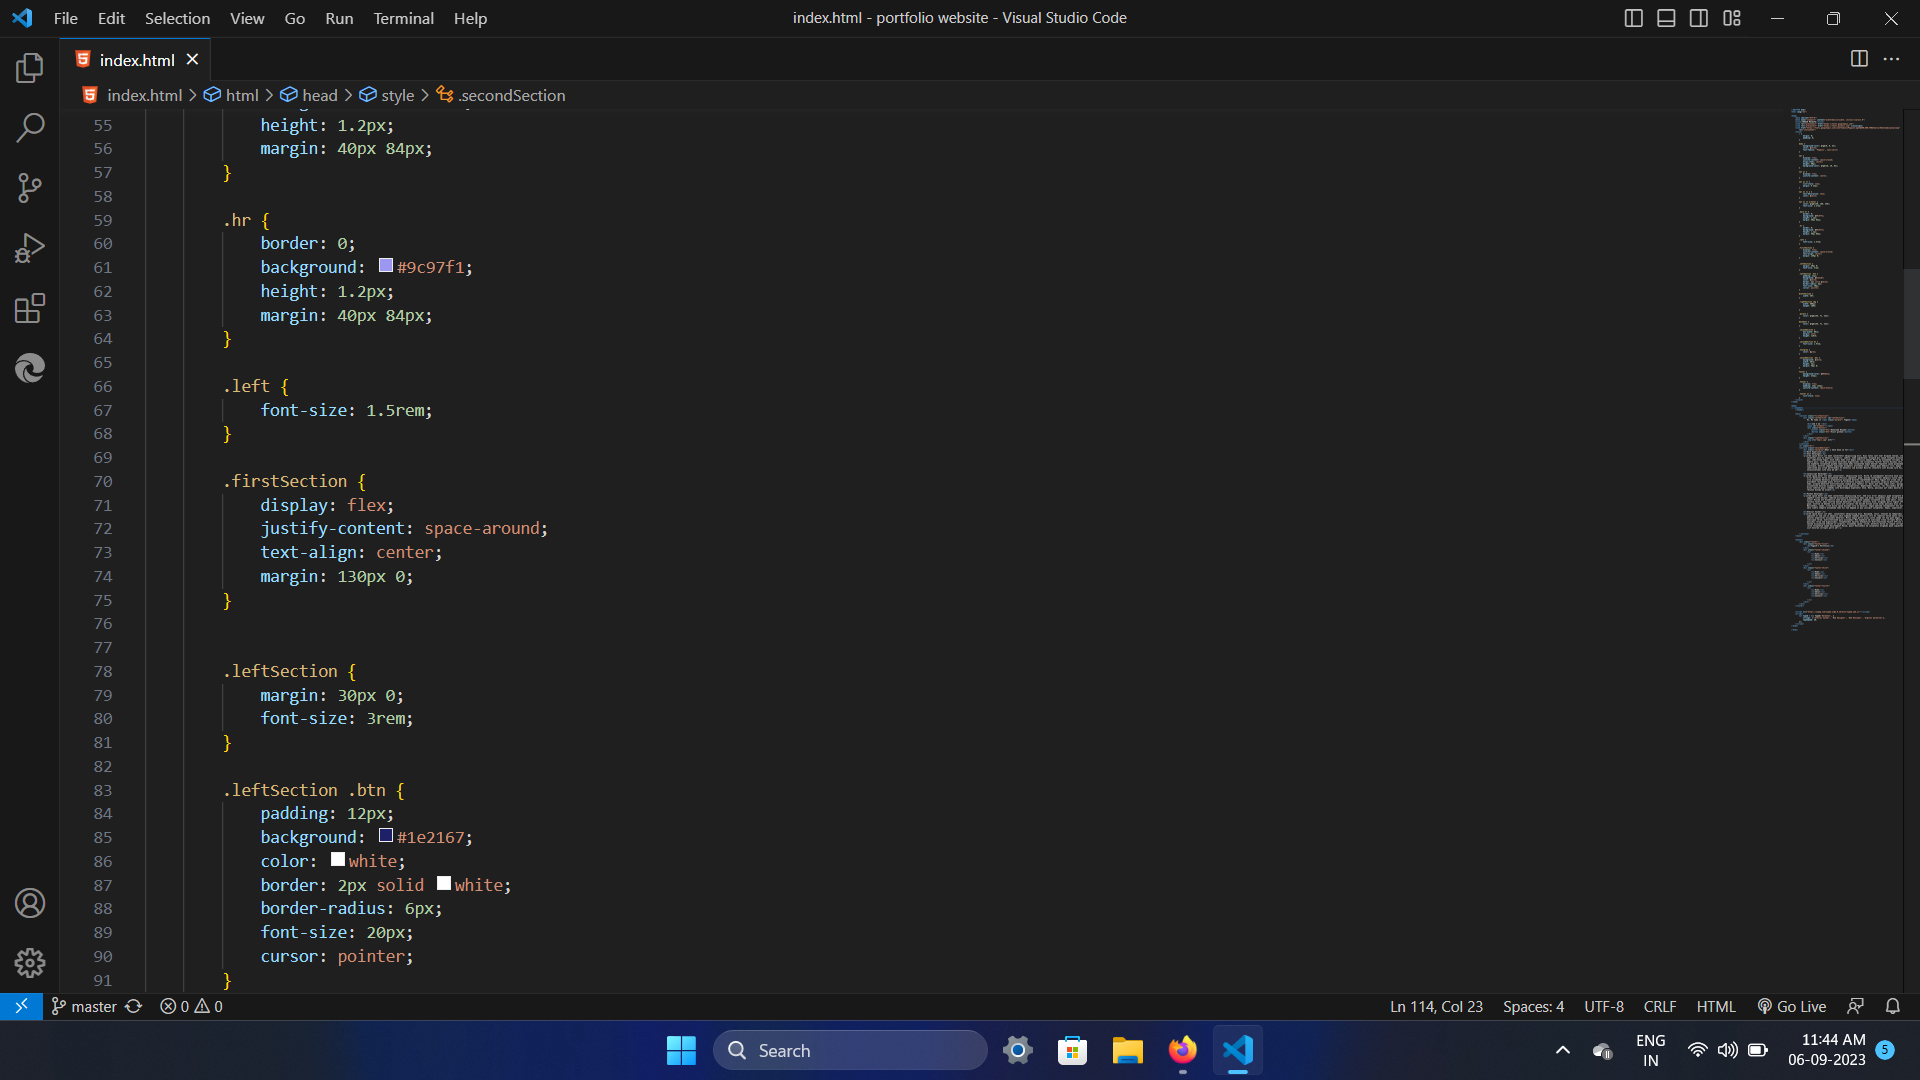 File Edit Selection View Go Run Terminal Help
index.html - portfolio website - Visual Studio Code
index.html
index.html > html > head > style > .secondSection
55 height: 1.2px;
56 margin: 40px 84px;
57 }
58
59 .hr {
60 border: 0;
61 background: #9c97f1;
62 height: 1.2px;
63 margin: 40px 84px;
64 }
65
66 .left {
67 font-size: 1.5rem;
68 }
69
70 .firstSection {
71 display: flex;
72 justify-content: space-around;
73 text-align: center;
74 margin: 130px 0;
75 }
76
77
78 .leftSection {
79 margin: 30px 0;
80 font-size: 3rem;
81 }
82
83 .leftSection .btn {
84 padding: 12px;
85 background: #1e2167;
86 color: white;
87 border: 2px solid white;
88 border-radius: 6px;
89 font-size: 20px;
90 cursor: pointer;
91 }
master 0 0
Ln 114, Col 23 Spaces: 4 UTF-8 CRLF HTML Go Live
Search
ENG
IN
11:44 AM
06-09-2023
5